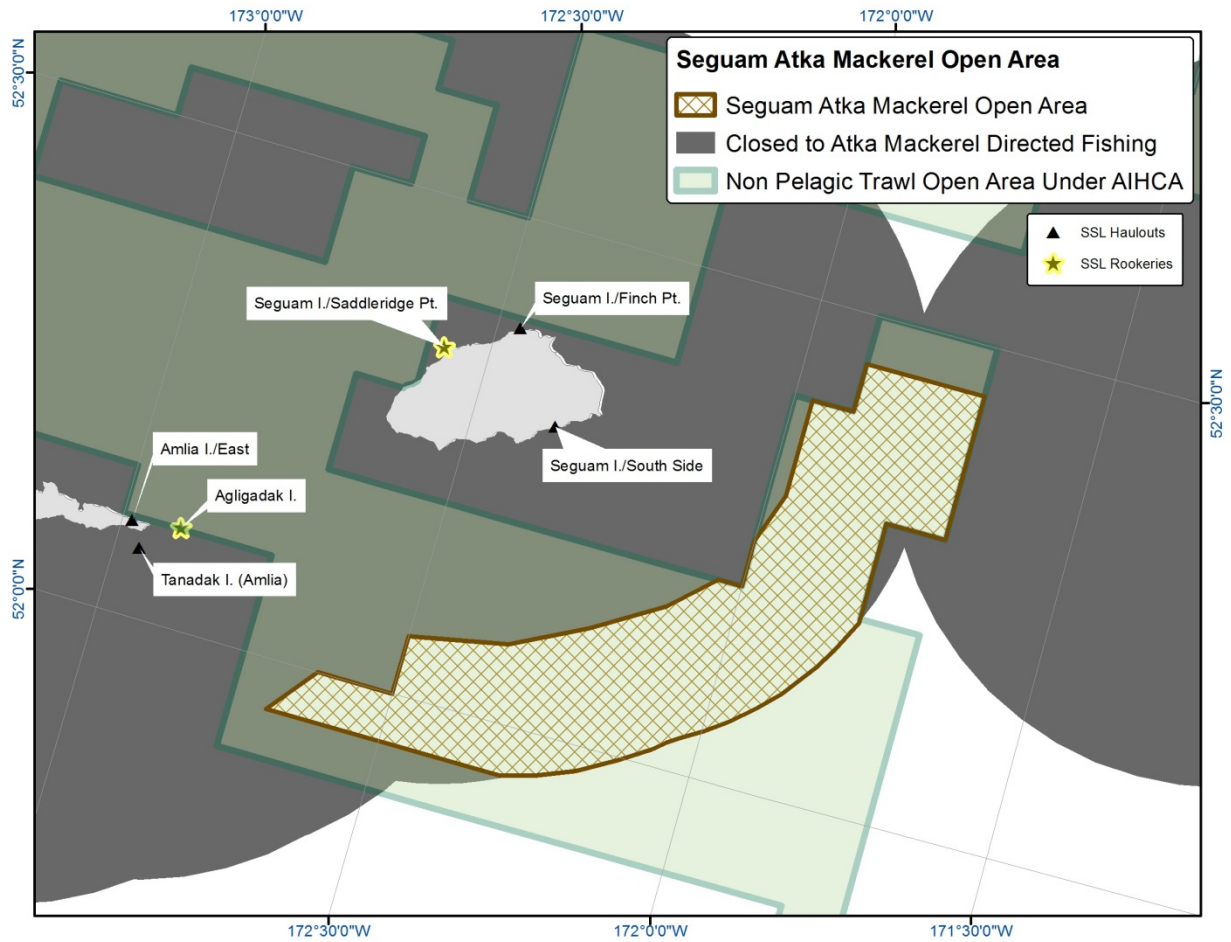 173°0'0"W
172°30'0"W
172°0'0"W
52°30'0"N
Seguam Atka Mackerel Open Area
Seguam Atka Mackerel Open Area
Closed to Atka Mackerel Directed Fishing
Non Pelagic Trawl Open Area Under AIHCA
SSL Haulouts
SSL Rookeries
Seguam I./Saddleridge Pt.
Seguam I./Finch Pt.
52°30'0"N
Amlia I./East
Seguam I./South Side
Agligadak I.
52°0'0"N
Tanadak I. (Amlia)
172°30'0"W
172°0'0"W
171°30'0"W